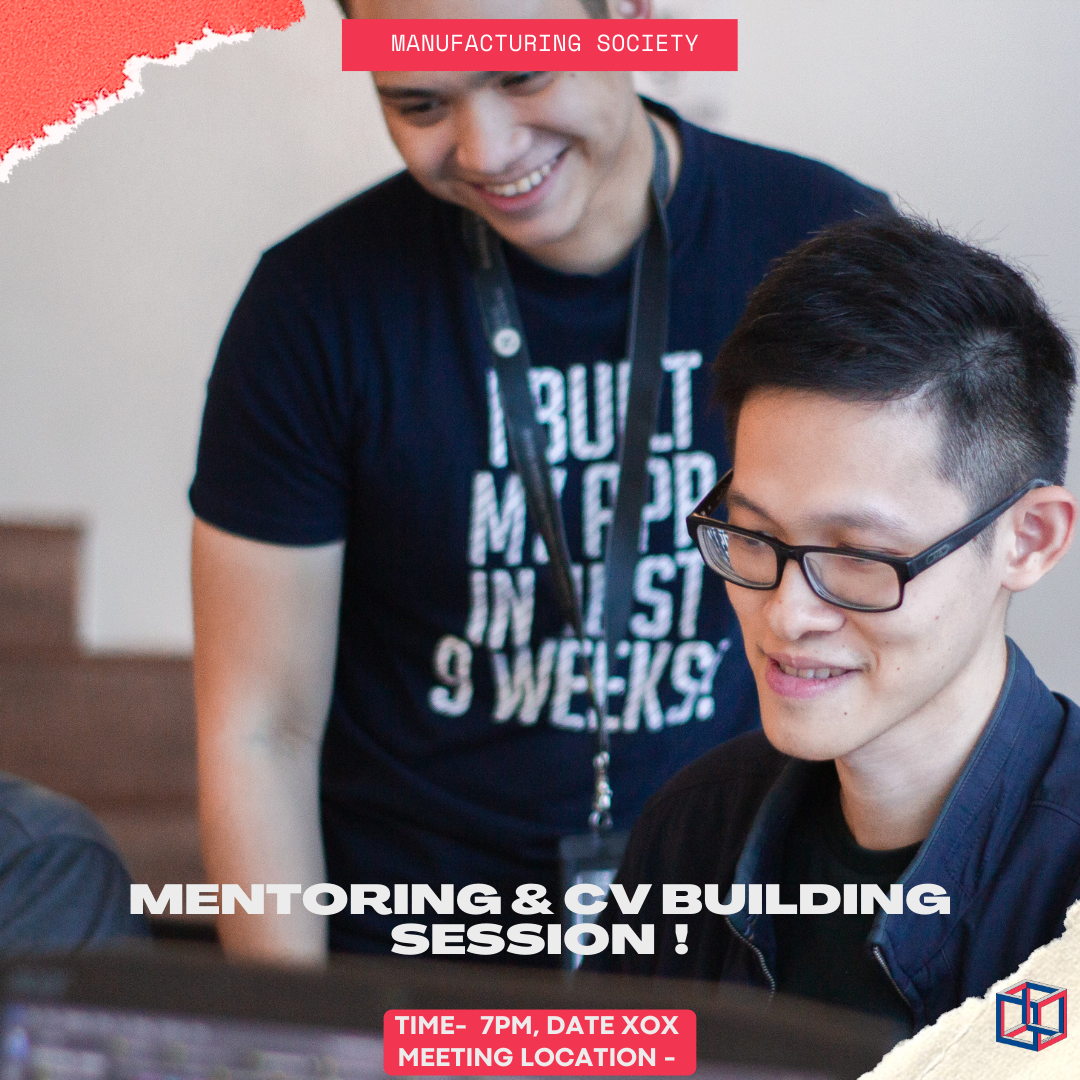 MANUFACTURING SOCIETY
I BUILT
MY APP
IN JUST
9 WEEKS!
MENTORING & CV BUILDING
SESSION !
TIME- 7PM, DATE XOX
MEETING LOCATION -